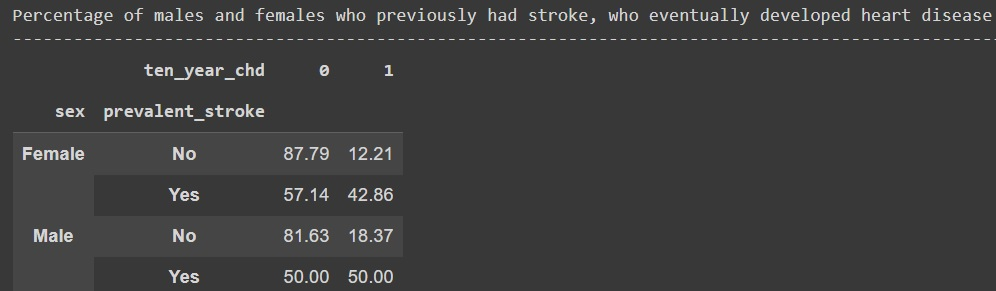 Percentage of males and females who previously had stroke, who eventually developed heart disease
--------------------------------------------------------------------------------------------------
ten_year_chd 0 1
sex prevalent_stroke
Female No 87.79 12.21
Yes 57.14 42.86
Male No 81.63 18.37
Yes 50.00 50.00